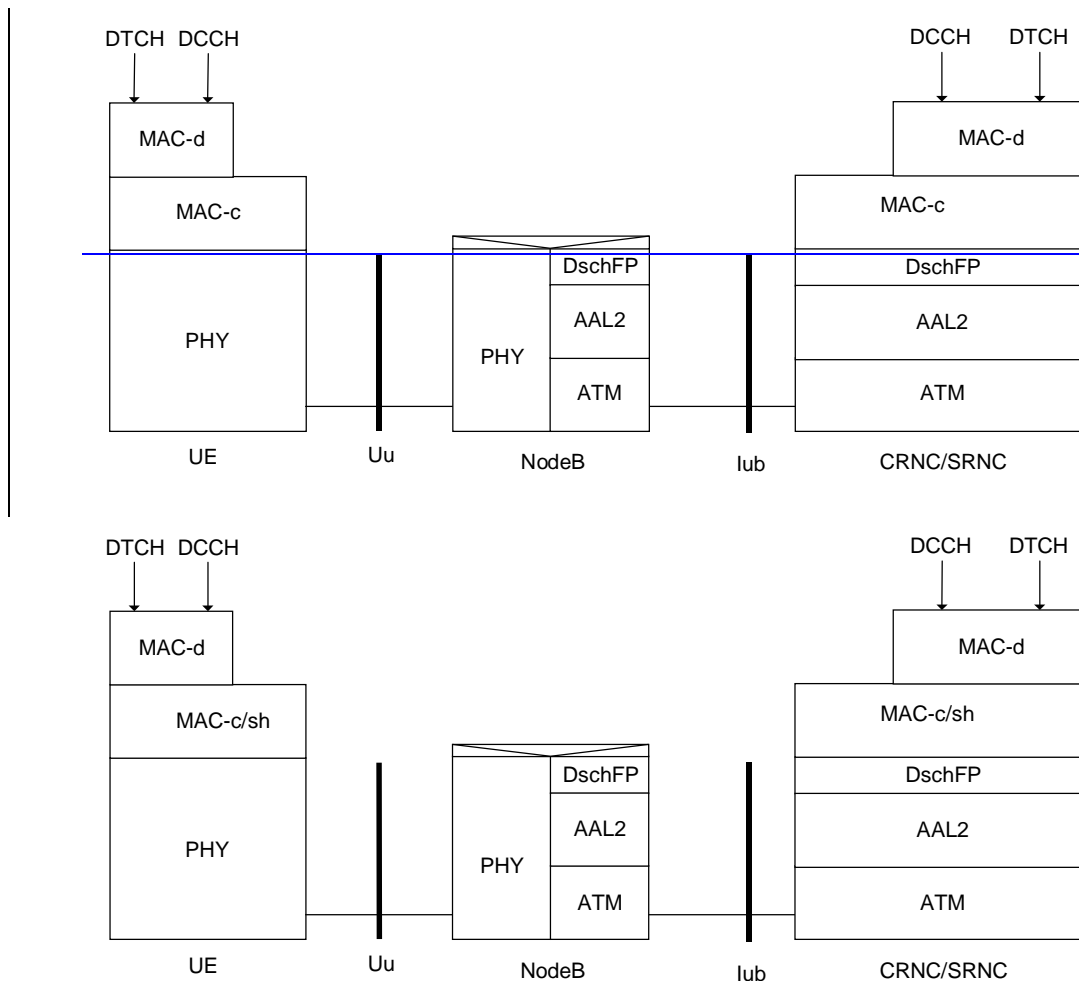 DTCH DCCH DCCH DTCH
MAC-d MAC-d
MAC-c MAC-c
DschFP DschFP
PHY PHY AAL2 AAL2
ATM ATM
UE Uu NodeB Iub CRNC/SRNC
DTCH DCCH DCCH DTCH
MAC-d MAC-d
MAC-c/sh MAC-c/sh
DschFP DschFP
PHY PHY AAL2 AAL2
ATM ATM
UE Uu NodeB Iub CRNC/SRNC